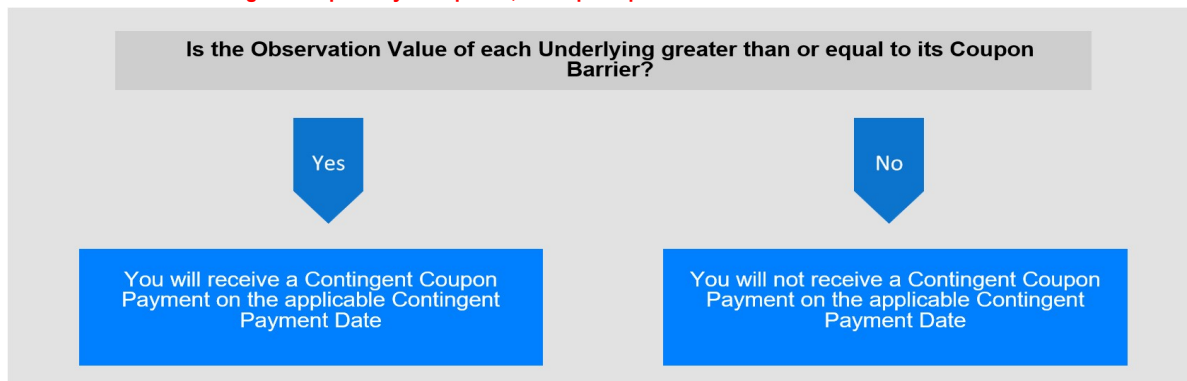 Is the Observation Value of each Underlying greater than or equal to its Coupon
Barrier?
Yes
No
You will receive a Contingent Coupon
Payment on the applicable Contingent
Payment Date
You will not receive a Contingent Coupon
Payment on the applicable Contingent
Payment Date